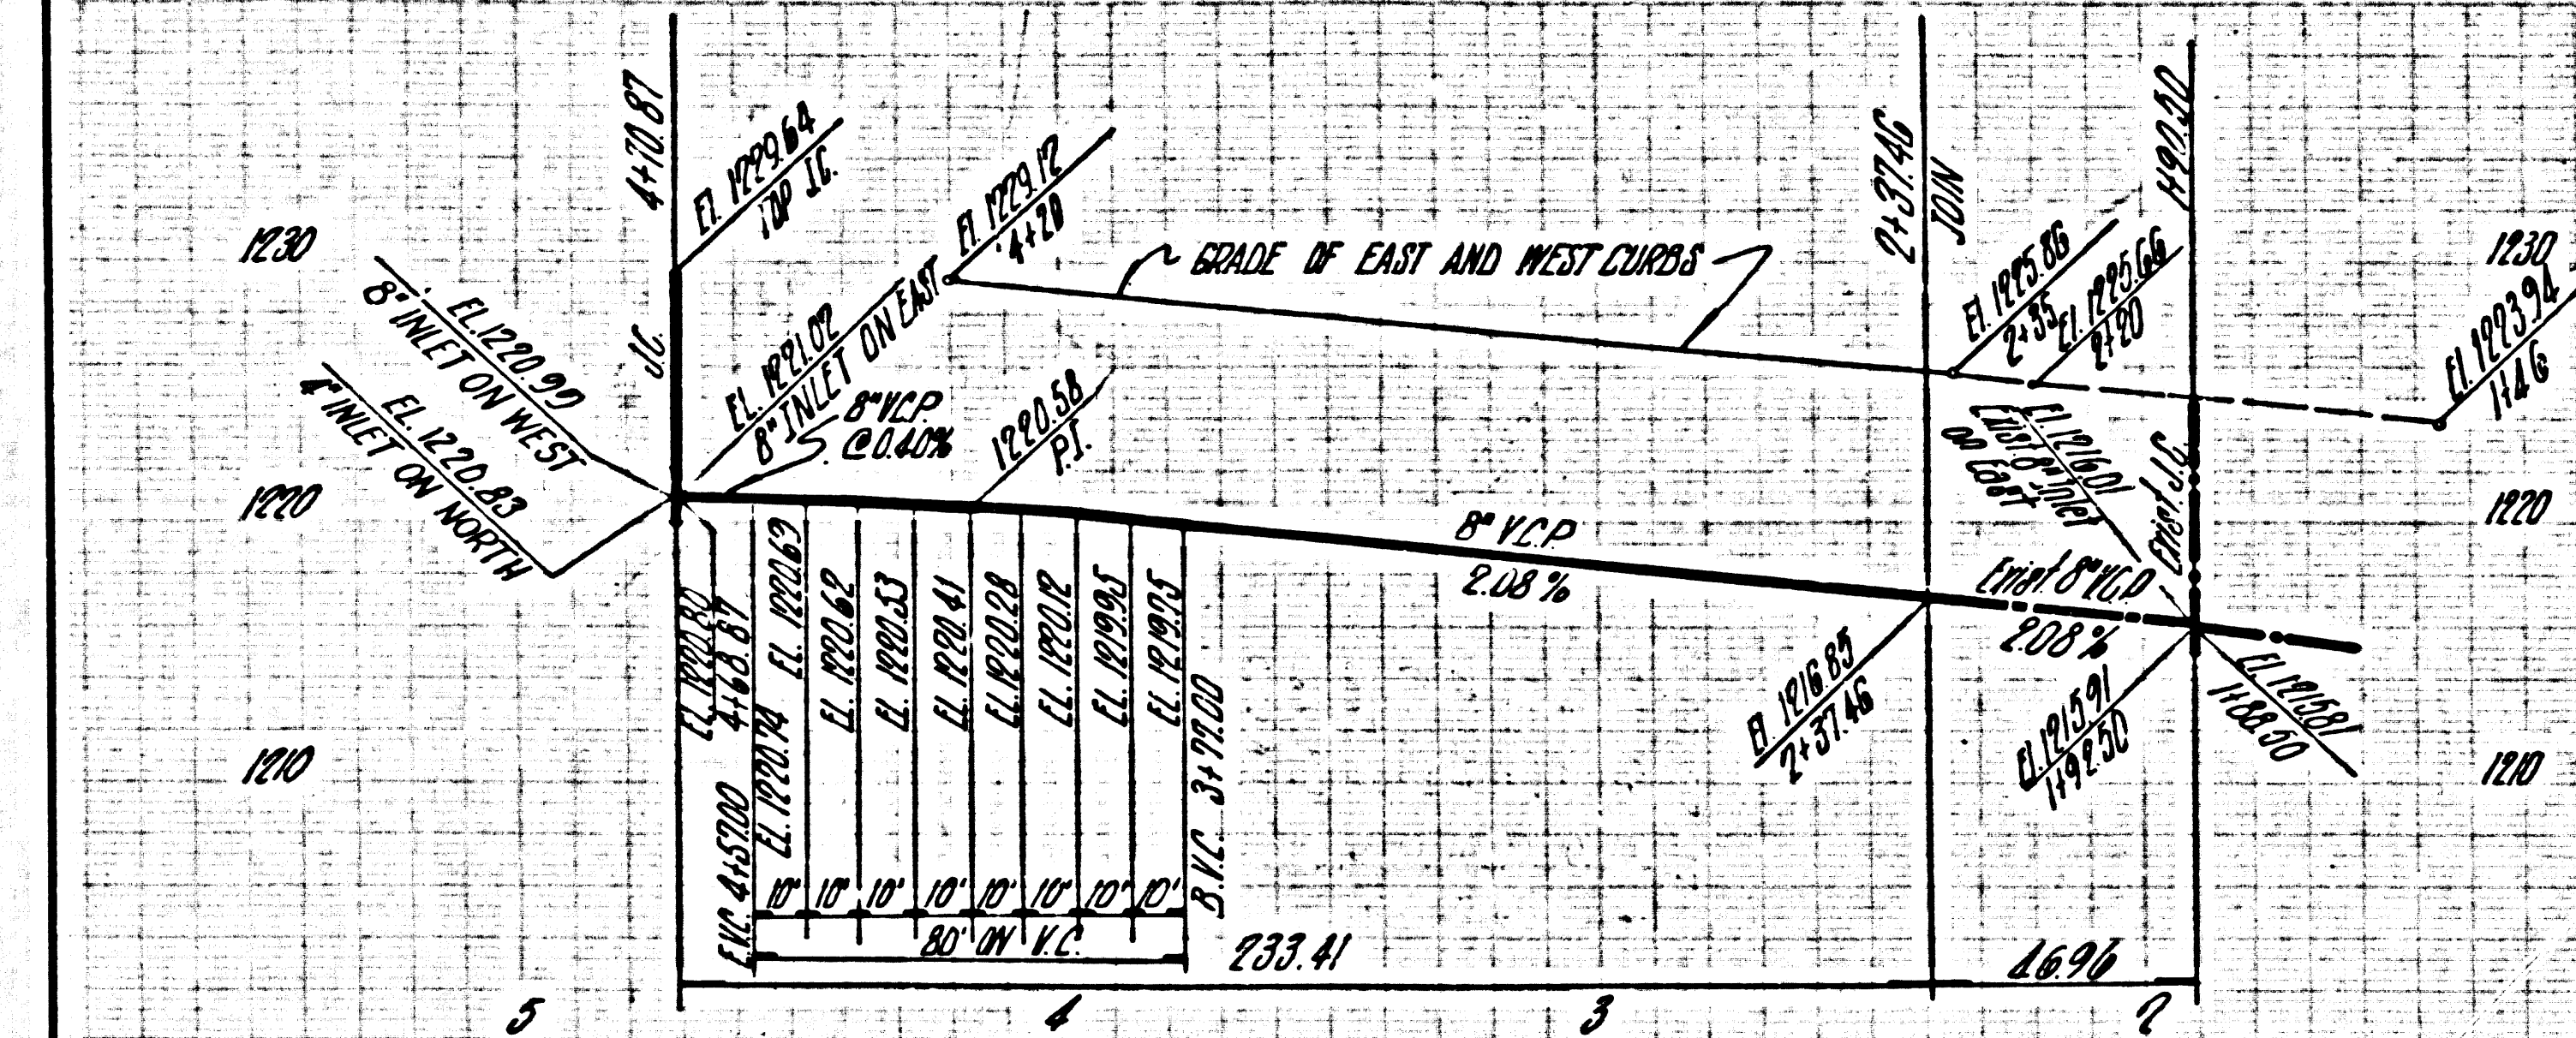 4+70.87
J.C.
El. 1229.64
TOP J.C.
El. 1229.12
4+20
GRADE OF EAST AND WEST CURBS
2+37.46
JOIN
El. 1225.86
2+35
El. 1225.66
2+20
1+90.50
El. 1223.94
1+46
1230
1230
EL. 1220.99
8" INLET ON WEST
EL. 1220.83
4" INLET ON NORTH
EL. 1221.02
8" INLET ON EAST
8" V.C.P.
@ 0.40%
1220.58
P.I.
El. 1216.01
Exist 8" Inlet
on East
Exist. J.C.
1220
1220
8" V.C.P.
2.08 %
Exist. 8" V.C.P.
2.08 %
EL. 1220.80
4+68.87
E.V.C. 4+57.00
EL. 1220.74
EL. 1220.69
EL. 1220.62
EL. 1220.53
EL. 1220.41
EL. 1220.28
EL. 1220.12
EL. 1219.95
EL. 1219.75
B.V.C. 3+77.00
El. 1216.85
2+37.46
El. 1215.91
1+92.50
El. 1215.81
1+88.50
1210
1210
10' 10' 10' 10' 10' 10' 10' 10'
80' ON V.C.
233.41
46.96
5 4 3 2